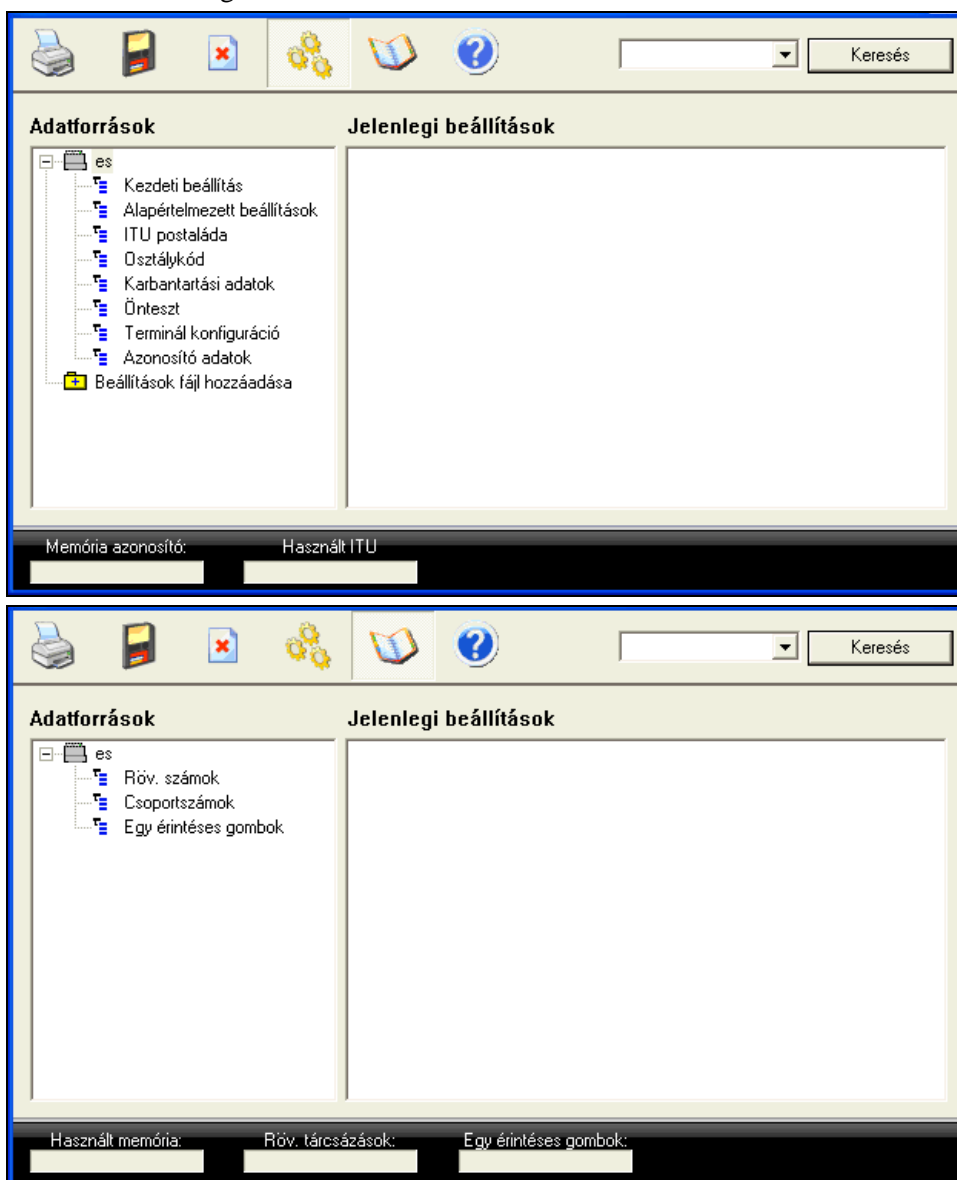 Keresés
Adatforrások Jelenlegi beállítások
es
Kezdeti beállítás
Alapértelmezett beállítások
ITU postaláda
Osztálykód
Karbantartási adatok
Önteszt
Terminál konfiguráció
Azonosító adatok
Beállítások fájl hozzáadása
Memória azonosító: Használt ITU
Keresés
Adatforrások Jelenlegi beállítások
es
Röv. számok
Csoportszámok
Egy érintéses gombok
Használt memória: Röv. tárcsázások: Egy érintéses gombok: